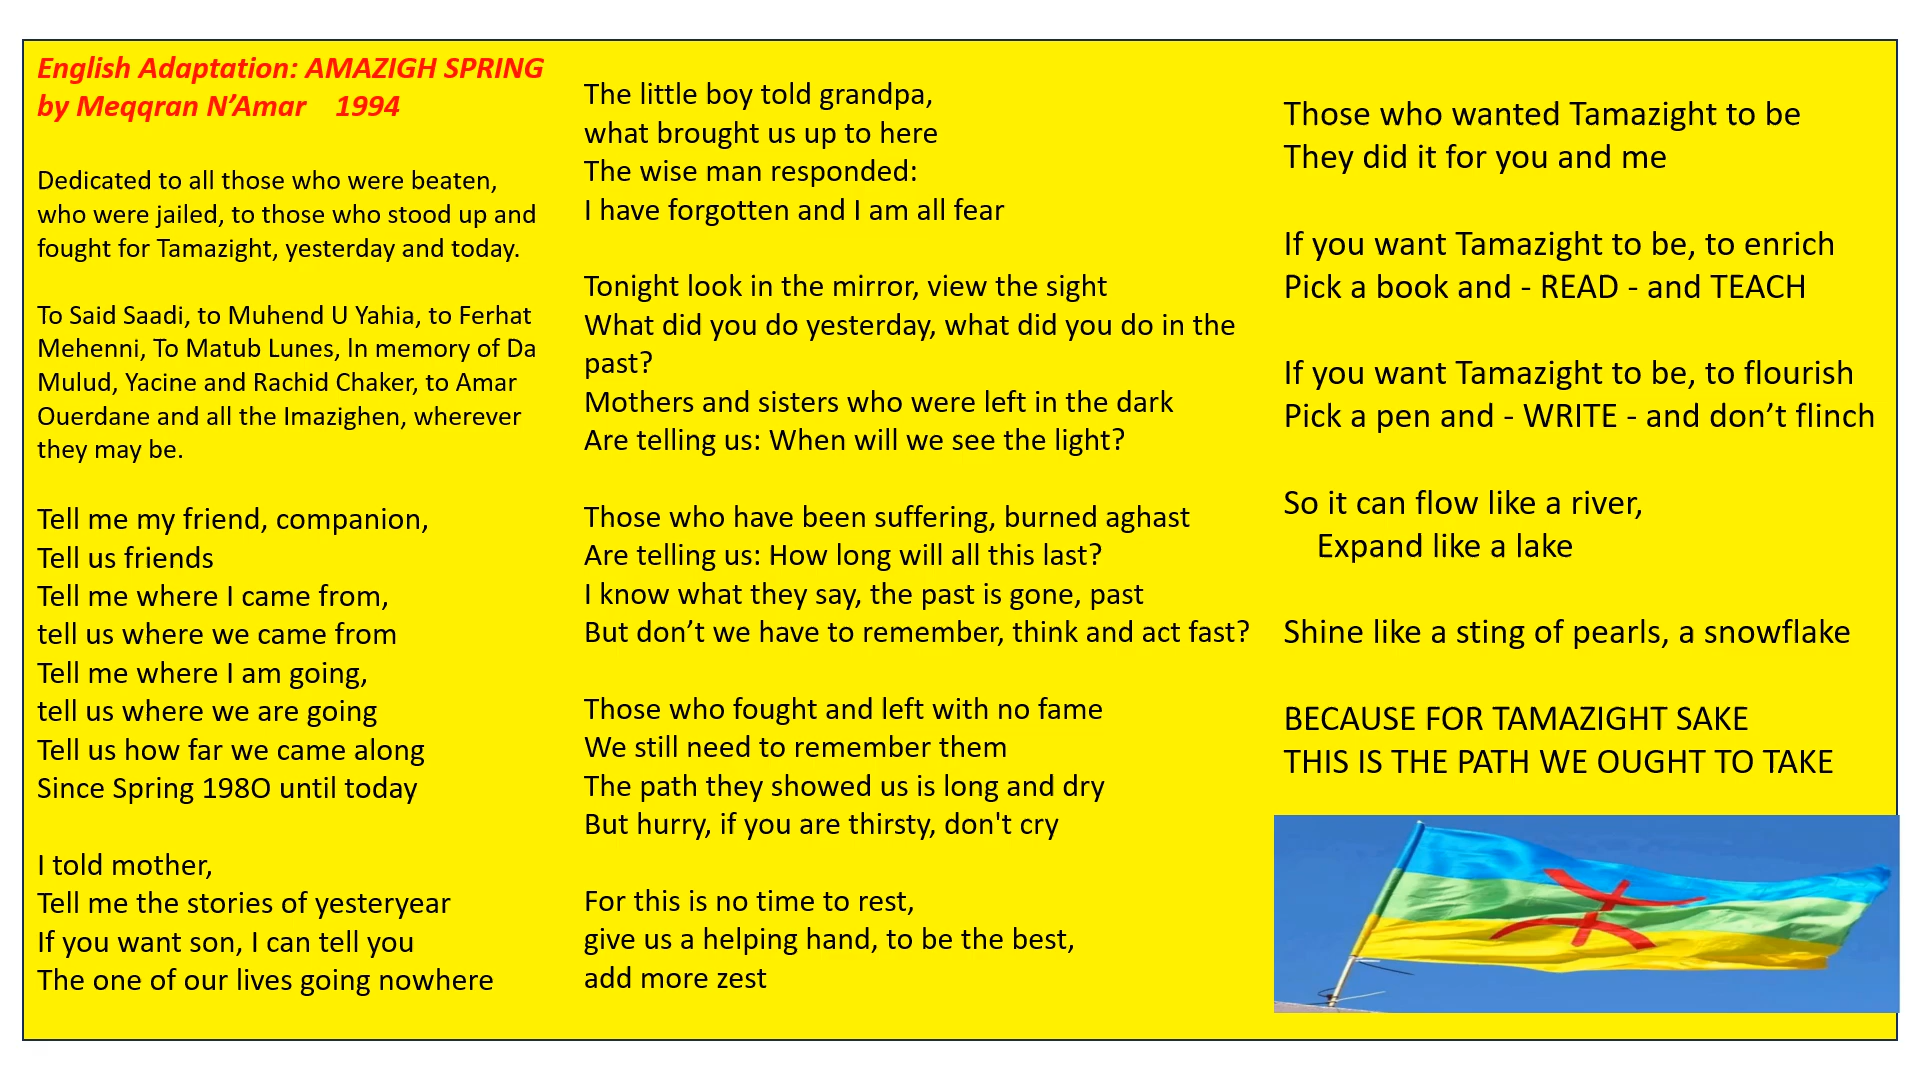 English Adaptation: AMAZIGH SPRING
by Meqqran N’Amar 1994
Dedicated to all those who were beaten,
who were jailed, to those who stood up and
fought for Tamazight, yesterday and today.
To Said Saadi, to Muhend U Yahia, to Ferhat
Mehenni, To Matub Lunes, ln memory of Da
Mulud, Yacine and Rachid Chaker, to Amar
Ouerdane and all the Imazighen, wherever
they may be.
Tell me my friend, companion,
Tell us friends
Tell me where I came from,
tell us where we came from
Tell me where I am going,
tell us where we are going
Tell us how far we came along
Since Spring 198O until today
I told mother,
Tell me the stories of yesteryear
If you want son, I can tell you
The one of our lives going nowhere
The little boy told grandpa,
what brought us up to here
The wise man responded:
I have forgotten and I am all fear
Tonight look in the mirror, view the sight
What did you do yesterday, what did you do in the
past?
Mothers and sisters who were left in the dark
Are telling us: When will we see the light?
Those who have been suffering, burned aghast
Are telling us: How long will all this last?
I know what they say, the past is gone, past
But don’t we have to remember, think and act fast?
Those who fought and left with no fame
We still need to remember them
The path they showed us is long and dry
But hurry, if you are thirsty, don't cry
For this is no time to rest,
give us a helping hand, to be the best,
add more zest
Those who wanted Tamazight to be
They did it for you and me
If you want Tamazight to be, to enrich
Pick a book and - READ - and TEACH
If you want Tamazight to be, to flourish
Pick a pen and - WRITE - and don’t flinch
So it can flow like a river,
Expand like a lake
Shine like a sting of pearls, a snowflake
BECAUSE FOR TAMAZIGHT SAKE
THIS IS THE PATH WE OUGHT TO TAKE